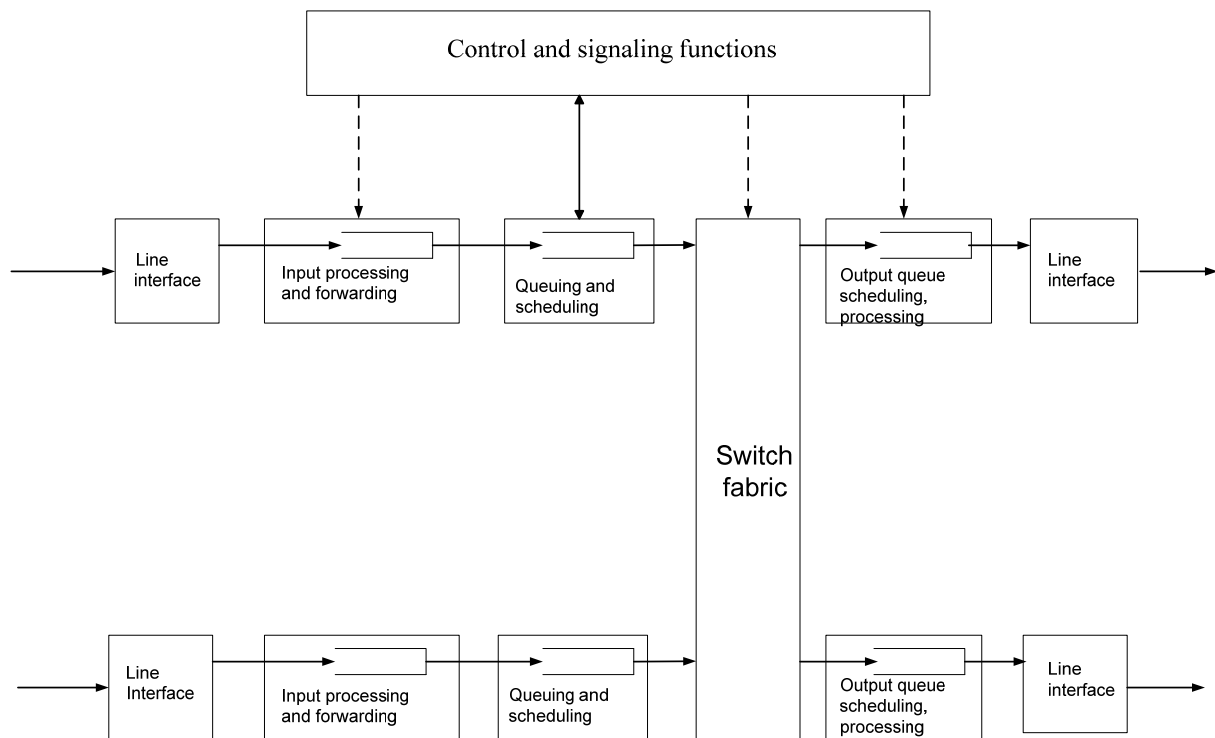 Control and signaling functions
Line
interface
Input processing
and forwarding
Queuing and
scheduling
Output queue
scheduling,
processing
Line
interface
Switch
fabric
Line
Interface
Input processing
and forwarding
Queuing and
scheduling
Output queue
scheduling,
processing
Line
interface